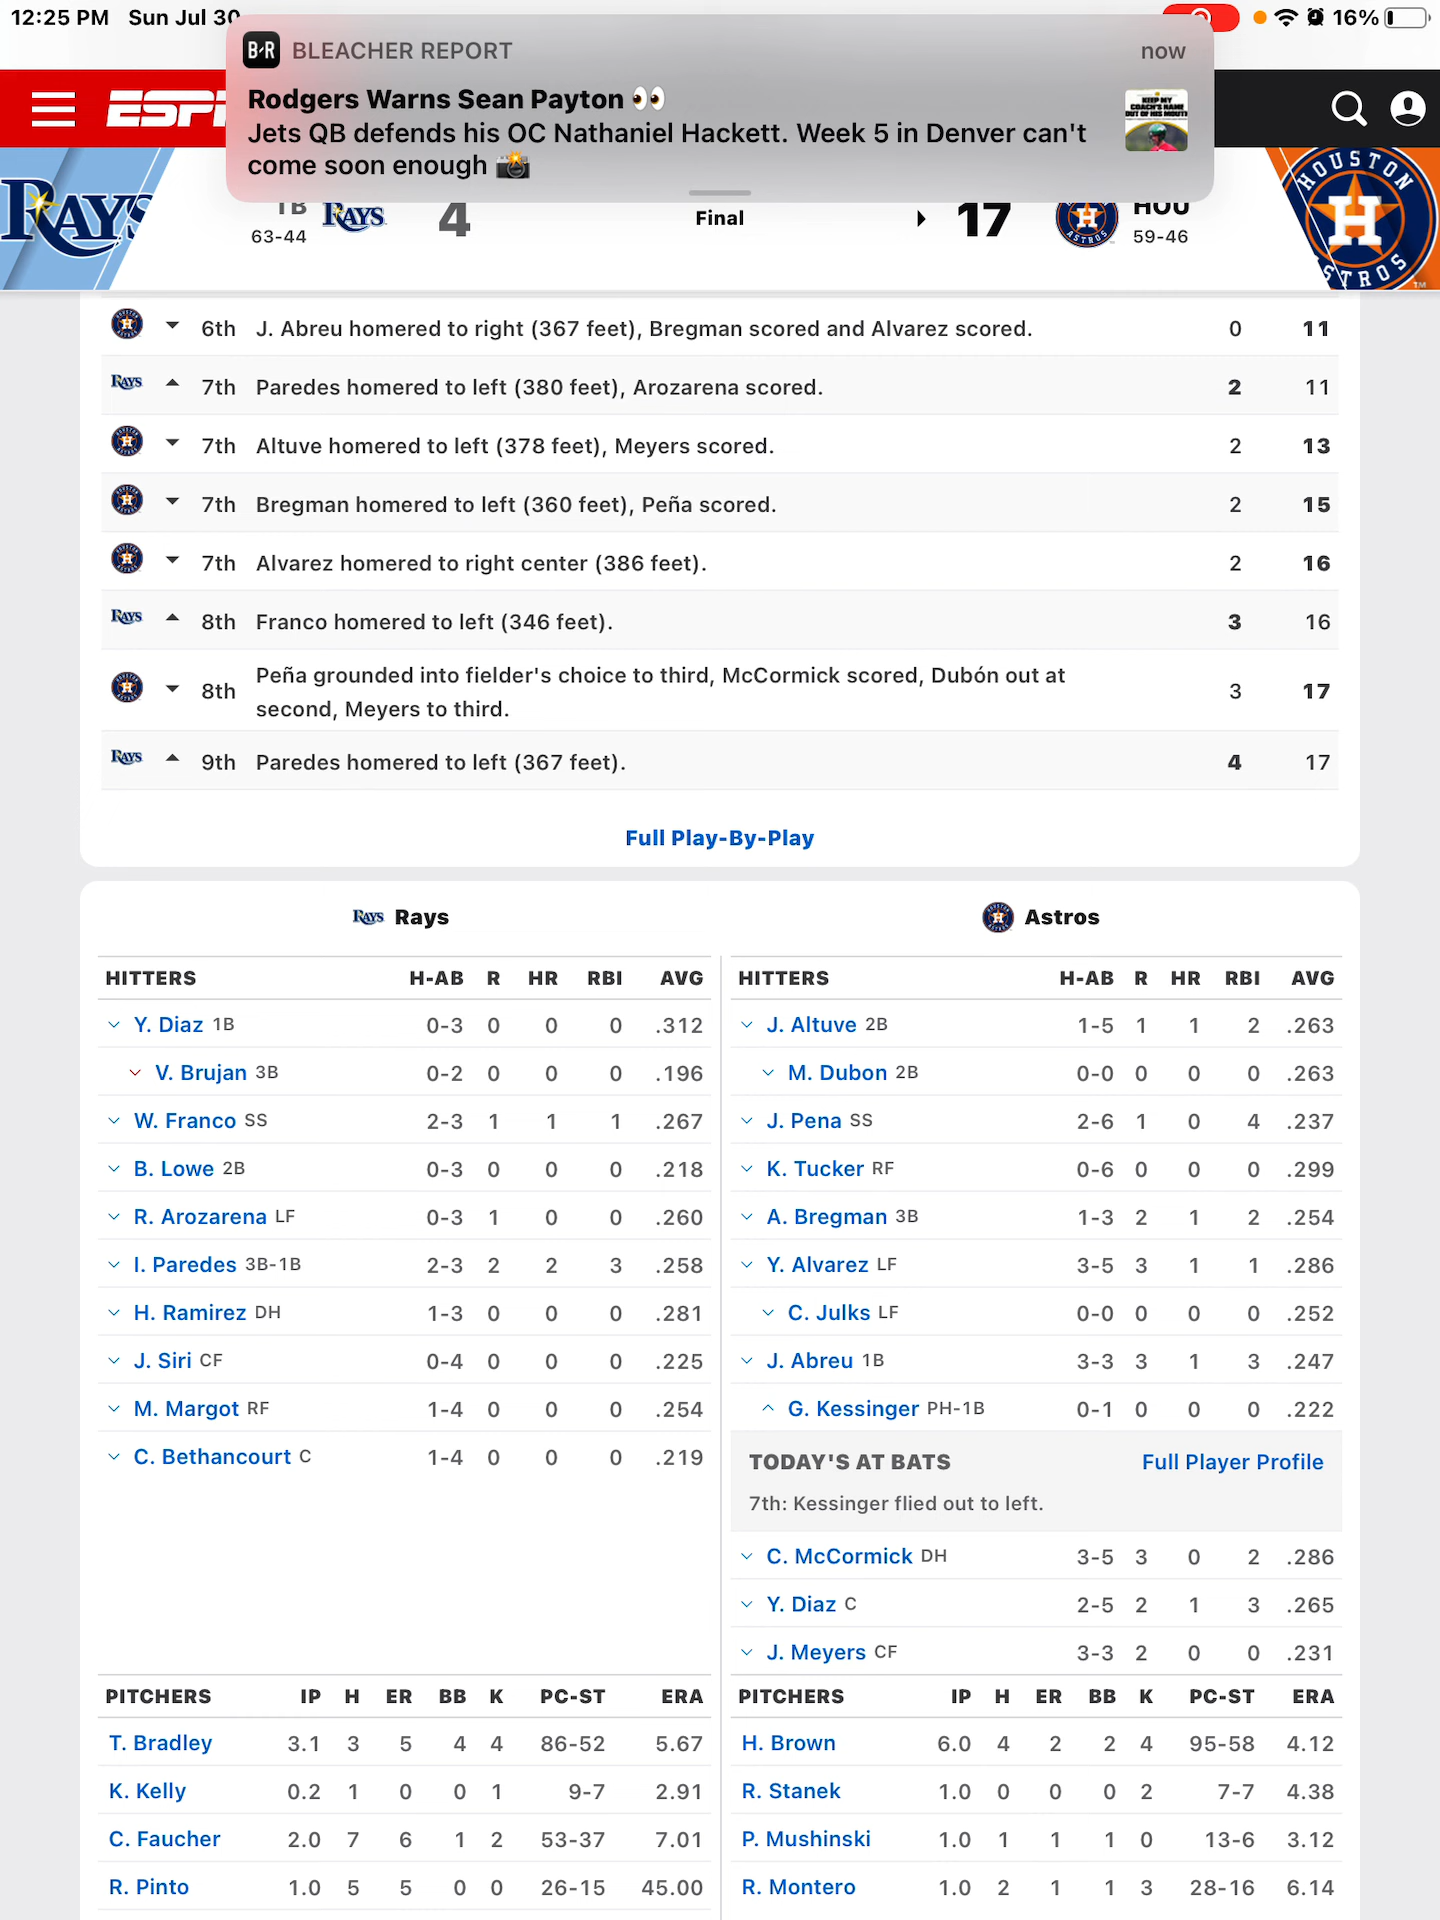 12:25 PM Sun Jul 30
16%
B/R BLEACHER REPORT now
Rodgers Warns Sean Payton 👀
Jets QB defends his OC Nathaniel Hackett. Week 5 in Denver can't
come soon enough 📸
KEEP MY
COACH'S NAME
OUT OF HIS MOUTH
RAYS
TB RAYS 4 Final 17 HOU
63-44 59-46
HOUSTON
H
ASTROS
TM
6th J. Abreu homered to right (367 feet), Bregman scored and Alvarez scored. 0 11
RAYS 7th Paredes homered to left (380 feet), Arozarena scored. 2 11
7th Altuve homered to left (378 feet), Meyers scored. 2 13
7th Bregman homered to left (360 feet), Peña scored. 2 15
7th Alvarez homered to right center (386 feet). 2 16
RAYS 8th Franco homered to left (346 feet). 3 16
8th Peña grounded into fielder's choice to third, McCormick scored, Dubón out at
second, Meyers to third. 3 17
RAYS 9th Paredes homered to left (367 feet). 4 17
Full Play-By-Play
RAYS Rays
HITTERS H-AB R HR RBI AVG
Y. Diaz 1B 0-3 0 0 0 .312
V. Brujan 3B 0-2 0 0 0 .196
W. Franco SS 2-3 1 1 1 .267
B. Lowe 2B 0-3 0 0 0 .218
R. Arozarena LF 0-3 1 0 0 .260
I. Paredes 3B-1B 2-3 2 2 3 .258
H. Ramirez DH 1-3 0 0 0 .281
J. Siri CF 0-4 0 0 0 .225
M. Margot RF 1-4 0 0 0 .254
C. Bethancourt C 1-4 0 0 0 .219
PITCHERS IP H ER BB K PC-ST ERA
T. Bradley 3.1 3 5 4 4 86-52 5.67
K. Kelly 0.2 1 0 0 1 9-7 2.91
C. Faucher 2.0 7 6 1 2 53-37 7.01
R. Pinto 1.0 5 5 0 0 26-15 45.00
Astros
HITTERS H-AB R HR RBI AVG
J. Altuve 2B 1-5 1 1 2 .263
M. Dubon 2B 0-0 0 0 0 .263
J. Pena SS 2-6 1 0 4 .237
K. Tucker RF 0-6 0 0 0 .299
A. Bregman 3B 1-3 2 1 2 .254
Y. Alvarez LF 3-5 3 1 1 .286
C. Julks LF 0-0 0 0 0 .252
J. Abreu 1B 3-3 3 1 3 .247
G. Kessinger PH-1B 0-1 0 0 0 .222
TODAY'S AT BATS Full Player Profile
7th: Kessinger flied out to left.
C. McCormick DH 3-5 3 0 2 .286
Y. Diaz C 2-5 2 1 3 .265
J. Meyers CF 3-3 2 0 0 .231
PITCHERS IP H ER BB K PC-ST ERA
H. Brown 6.0 4 2 2 4 95-58 4.12
R. Stanek 1.0 0 0 0 2 7-7 4.38
P. Mushinski 1.0 1 1 1 0 13-6 3.12
R. Montero 1.0 2 1 1 3 28-16 6.14